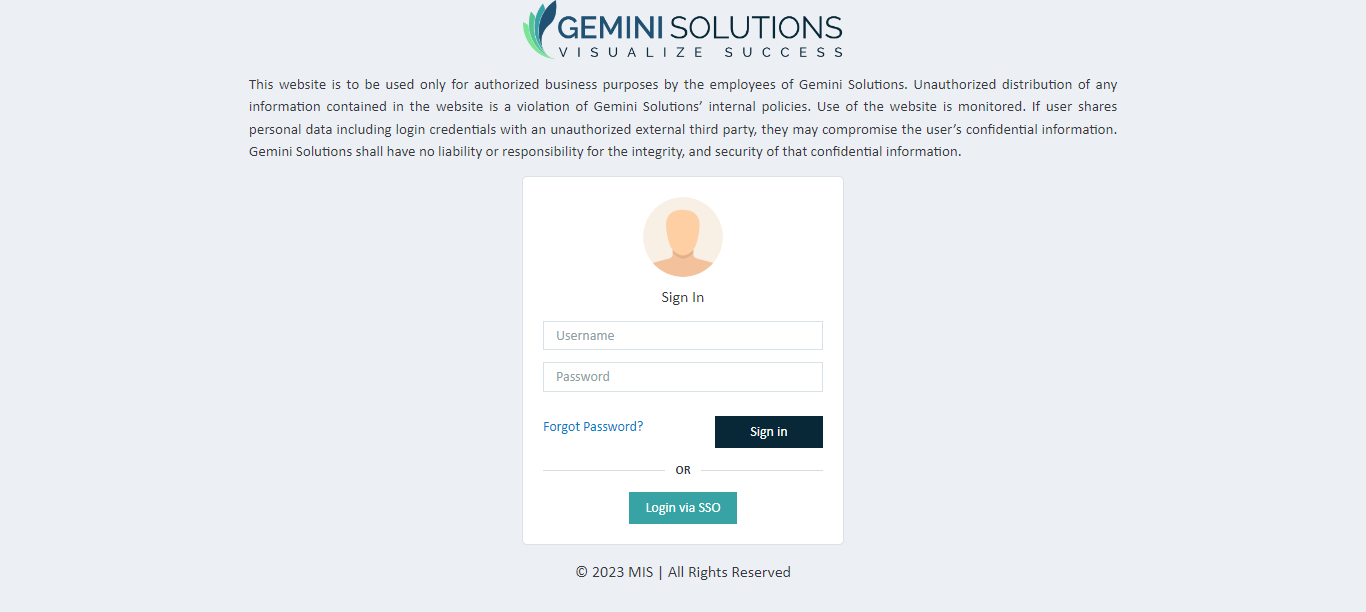 GEMINI SOLUTIONS
VISUALIZE SUCCESS
This website is to be used only for authorized business purposes by the employees of Gemini Solutions. Unauthorized distribution of any
information contained in the website is a violation of Gemini Solutions’ internal policies. Use of the website is monitored. If user shares
personal data including login credentials with an unauthorized external third party, they may compromise the user’s confidential information.
Gemini Solutions shall have no liability or responsibility for the integrity, and security of that confidential information.
Sign In
Username
Password
Forgot Password?
Sign in
OR
Login via SSO
© 2023 MIS | All Rights Reserved